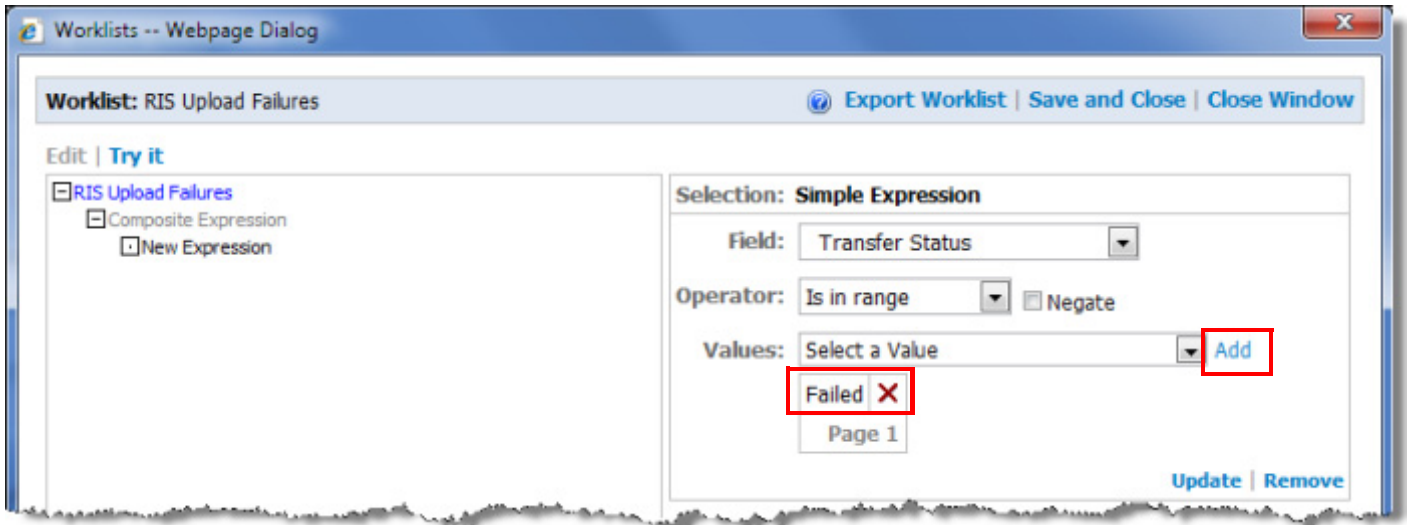 Worklists -- Webpage Dialog
Worklist: RIS Upload Failures
Export Worklist | Save and Close | Close Window
Edit | Try it
RIS Upload Failures
Composite Expression
New Expression
Selection: Simple Expression
Field: Transfer Status
Operator: Is in range Negate
Values: Select a Value Add
Failed
Page 1
Update | Remove